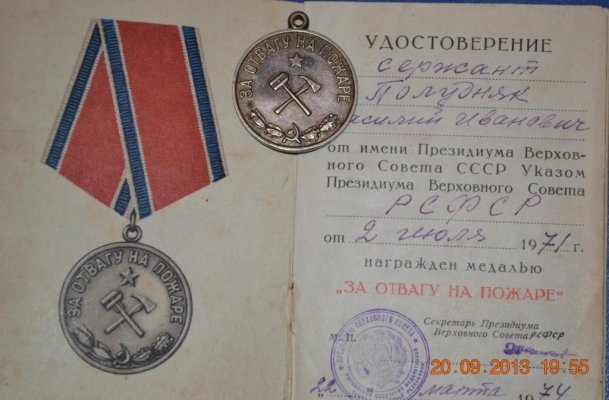 ЗА ОТВАГУ НА ПОЖАРЕ
ЗА ОТВАГУ НА ПОЖАРЕ
УДОСТОВЕРЕНИЕ
сержант
Полудняк
асилий Иванович
от имени Президиума Верхов-
ного Совета СССР Указом
Президиума Верховного Совета
РСФСР
от 2 июля 1971 г.
награжден медалью
„ЗА ОТВАГУ НА ПОЖАРЕ"
Секретарь Президиума
Верховного Совета РСФСР
М. П.
20.09.2013 19:55
22 марта 1974